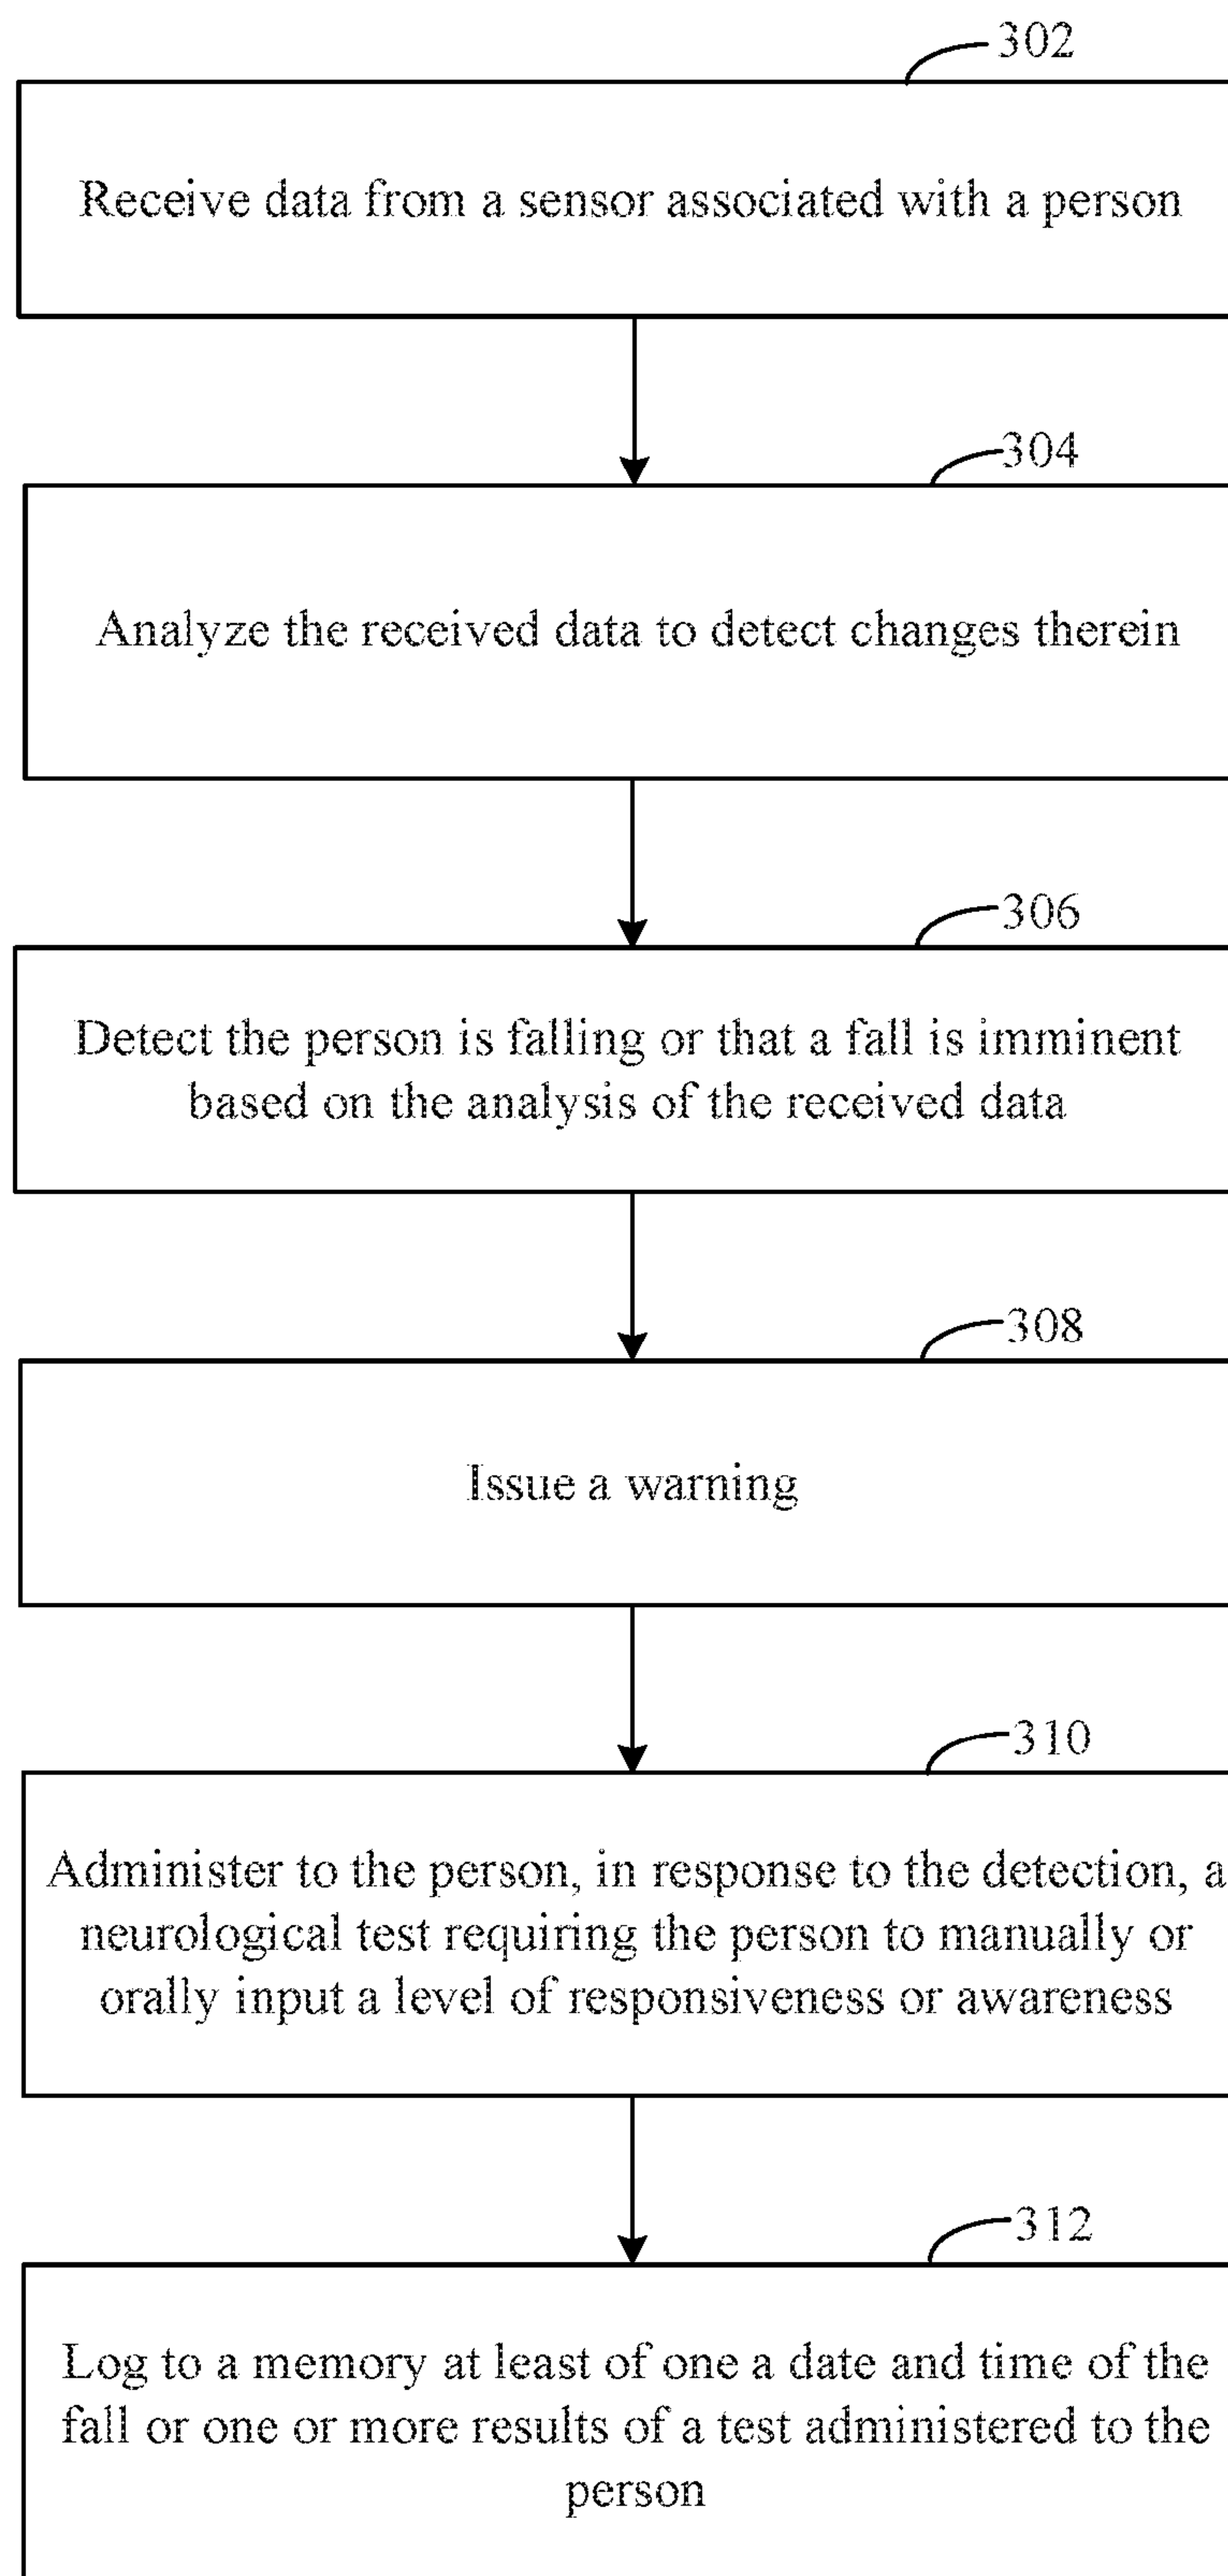 302
Receive data from a sensor associated with a person
304
Analyze the received data to detect changes therein
306
Detect the person is falling or that a fall is imminent
based on the analysis of the received data
308
Issue a warning
310
Administer to the person, in response to the detection, a
neurological test requiring the person to manually or
orally input a level of responsiveness or awareness
312
Log to a memory at least of one a date and time of the
fall or one or more results of a test administered to the
person